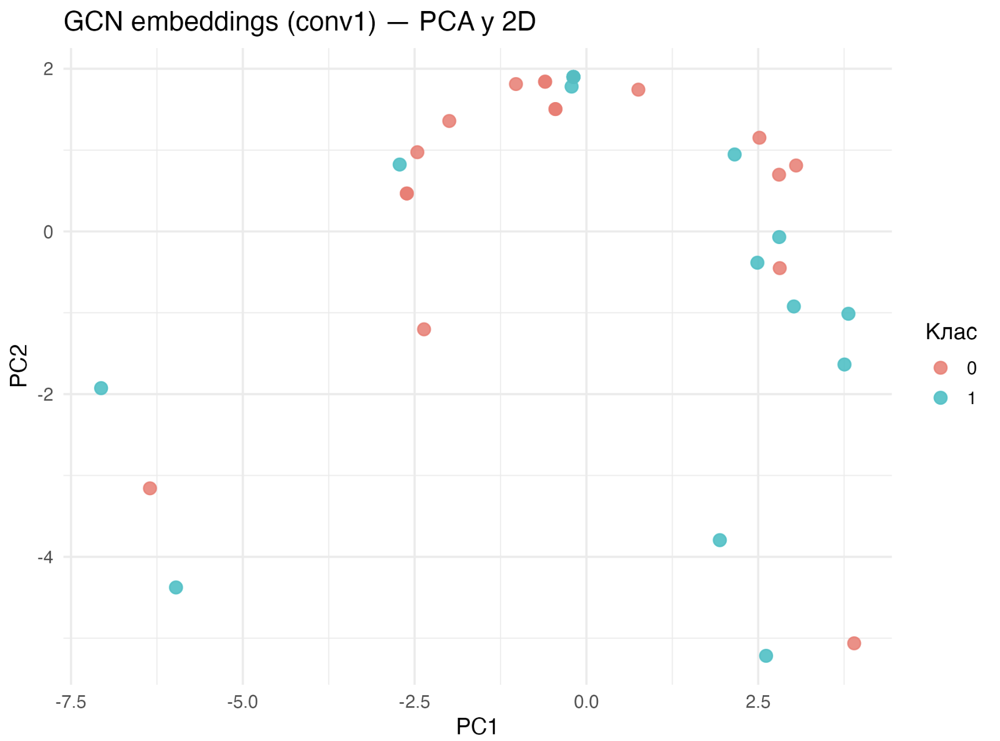 GCN embeddings (conv1) — PCA у 2D
2
0
-2
-4
PC2
-7.5
-5.0
-2.5
0.0
2.5
PC1
Клас
0
1